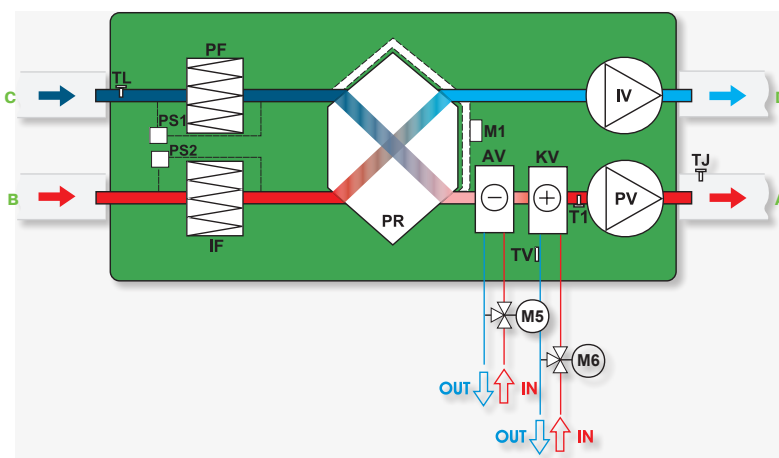 PF
TL
C
IV
PS1
M1
PS2
AV
KV
TJ
B
PV
A
T1
PR
IF
TV
M5
M6
OUT
IN
OUT
IN